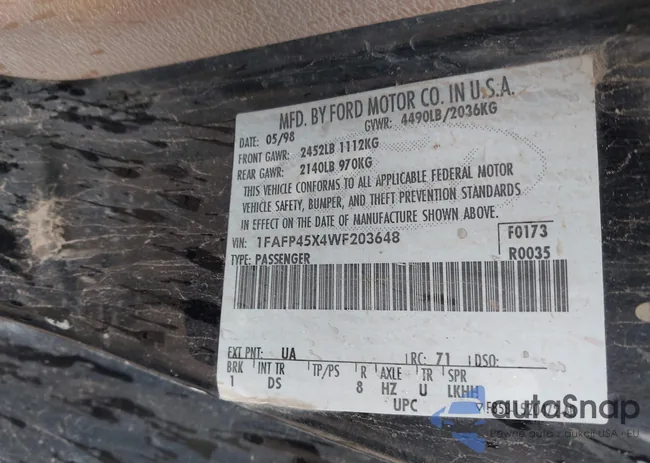 MFD. BY FORD MOTOR CO. IN U.S.A.
DATE: 05/98 GVWR: 4490LB/2036KG
FRONT GAWR: 2452LB 1112KG
REAR GAWR: 2140LB 970KG
THIS VEHICLE CONFORMS TO ALL APPLICABLE FEDERAL MOTOR
VEHICLE SAFETY, BUMPER, AND THEFT PREVENTION STANDARDS
IN EFFECT ON THE DATE OF MANUFACTURE SHOWN ABOVE.
VIN: 1FAFP45X4WF203648 F0173
TYPE: PASSENGER R0035
EXT PNT: UA RC: 71 DSO:
BRK INT TR TP/PS R AXLE TR SPR
1 DS 8 HZ U LKHH
UPC
autoSnap